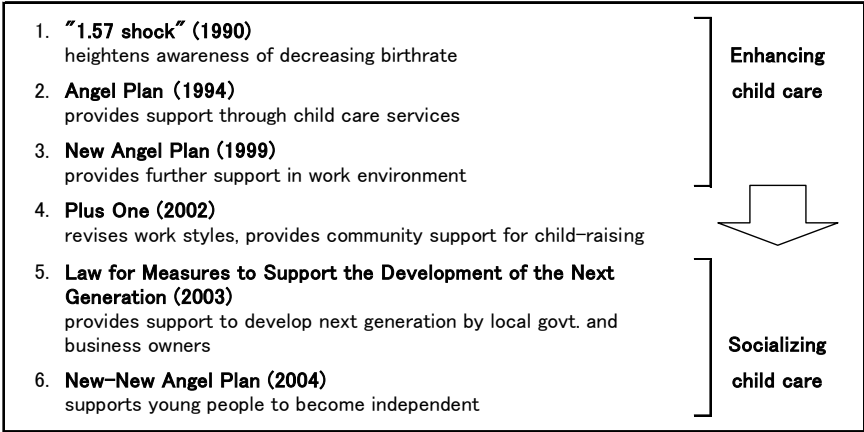 1. "1.57 shock" (1990)
heightens awareness of decreasing birthrate
2. Angel Plan (1994)
provides support through child care services
3. New Angel Plan (1999)
provides further support in work environment
Enhancing
child care
4. Plus One (2002)
revises work styles, provides community support for child-raising
5. Law for Measures to Support the Development of the Next
Generation (2003)
provides support to develop next generation by local govt. and
business owners
6. New-New Angel Plan (2004)
supports young people to become independent
Socializing
child care